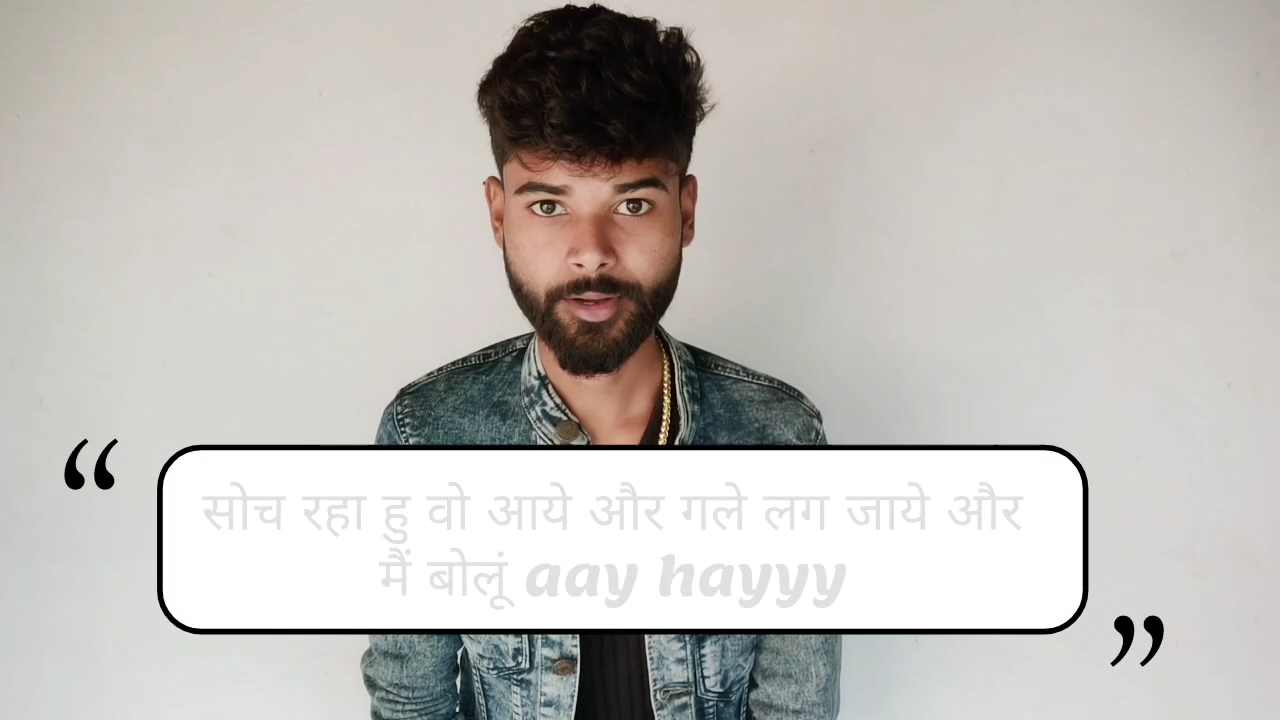 “ सोच रहा हु वो आये और गले लग जाये और
मैं बोलूं aay hayyy ”